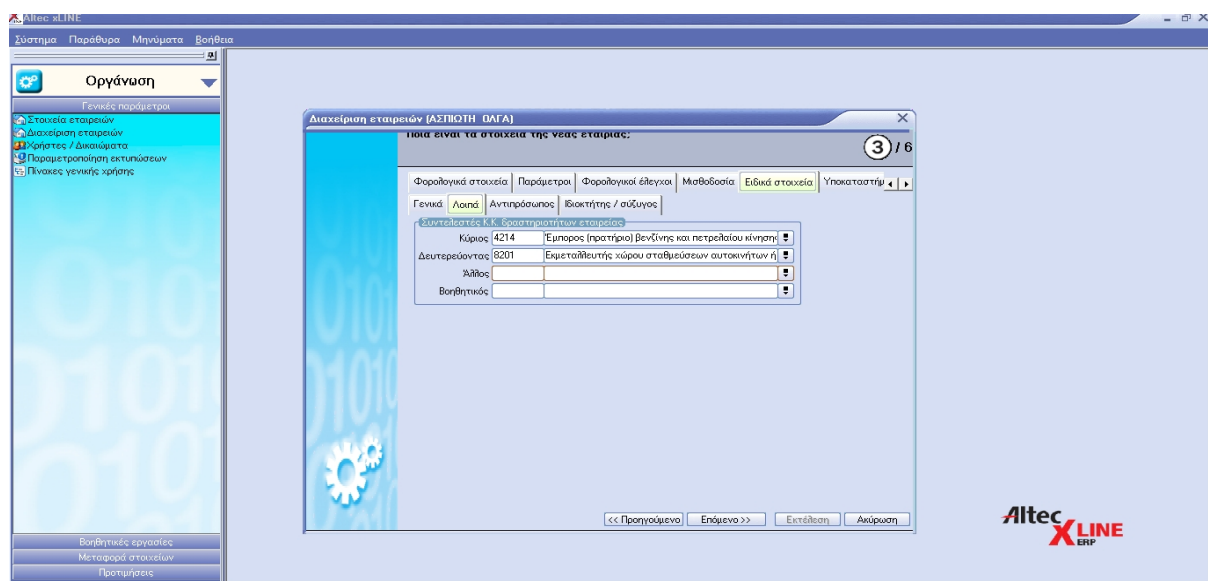 Altec xLINE
Σύστημα Παράθυρα Μηνύματα Βοήθεια
Οργάνωση
Γενικές παράμετροι
Στοιχεία εταιρειών
Διαχείριση εταιρειών
Χρήστες / Δικαιώματα
Παραμετροποίηση εκτυπώσεων
Πίνακες γενικής χρήσης
Διαχείριση εταιρειών (ΑΣΠΙΩΤΗ ΟΛΓΑ)
Ποια είναι τα στοιχεία της νέας εταιρίας;
3 / 6
Φορολογικά στοιχεία Παράμετροι Φορολογικοί έλεγχοι Μισθοδοσία Ειδικά στοιχεία Υποκαταστήμ
Γενικά Λοιπά Αντιπρόσωπος Ιδιοκτήτης / σύζυγος
Συντελεστές Κ.Κ. δραστηριοτήτων εταιρείας
Κύριος 4214 Έμπορος (πρατήριο) βενζίνης και πετρελαίου κίνησης
Δευτερεύοντας 8201 Εκμεταλλευτής χώρου σταθμεύσεων αυτοκινήτων ή
Άλλος
Βοηθητικός
<< Προηγούμενο Επόμενο >> Εκτέλεση Ακύρωση
Altec
XLINE
ERP
Βοηθητικές εργασίες
Μεταφορά στοιχείων
Προτιμήσεις